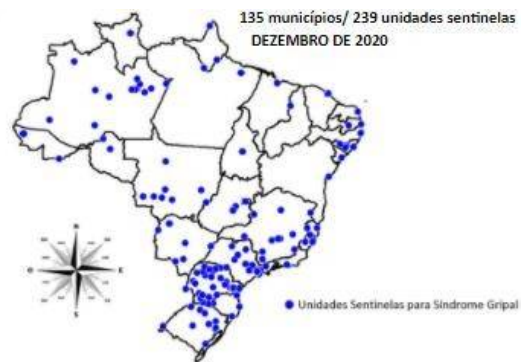 135 municípios/ 239 unidades sentinelas
DEZEMBRO DE 2020
N
O
E
S
Unidades Sentinelas para Síndrome Gripal